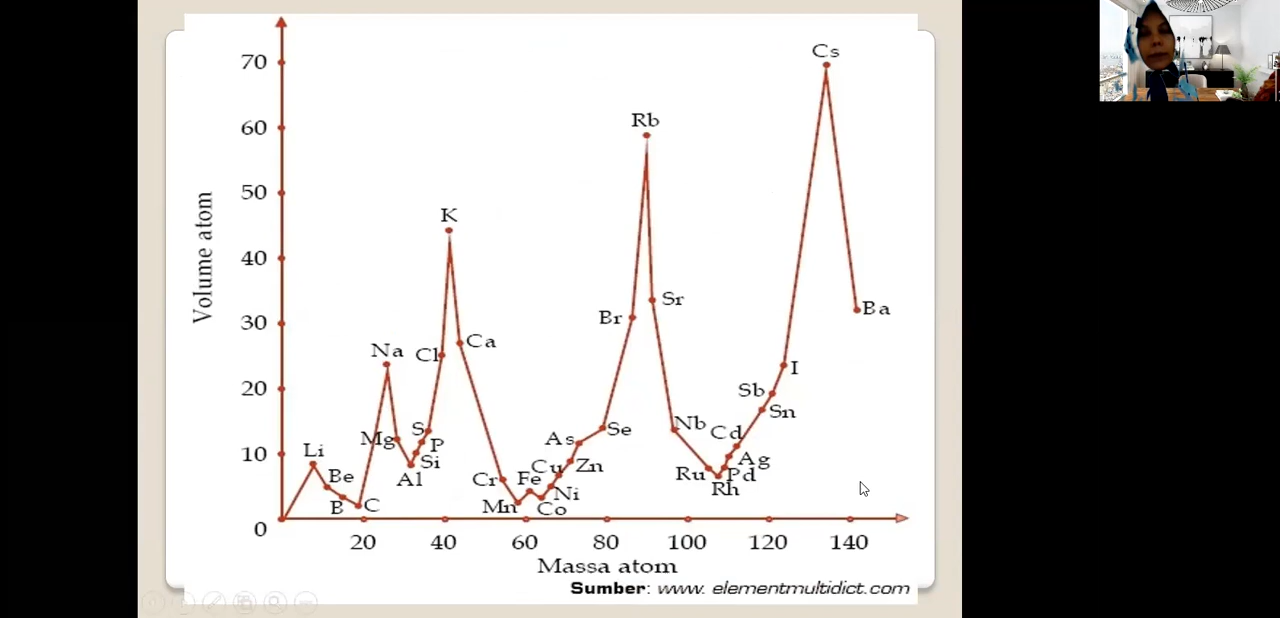 Volume atom
70
60
50
40
30
20
10
0
20 40 60 80 100 120 140
Massa atom
Li
Be
B
C
Na
Mg
Al
Si
P
S
Cl
K
Ca
Cr
Mn
Fe
Co
Ni
Cu
Zn
As
Se
Br
Rb
Sr
Nb
Ru
Rh
Pd
Ag
Cd
Sn
Sb
I
Cs
Ba
Sumber: www. elementmultidict.com